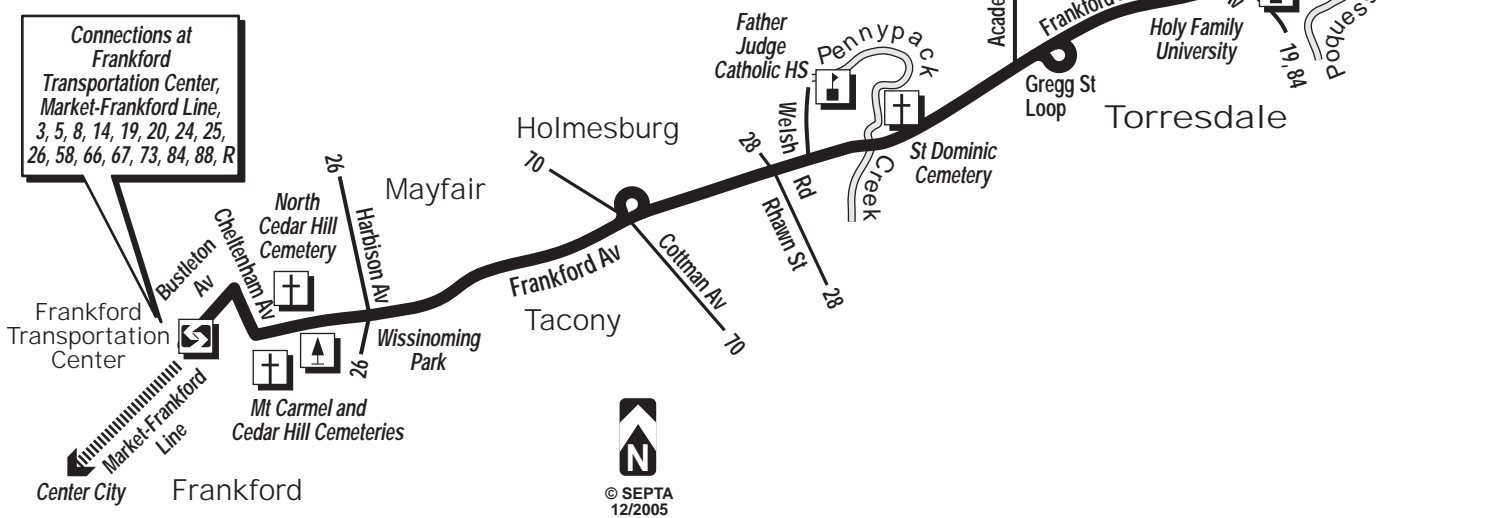 Connections at
Frankford
Transportation Center,
Market-Frankford Line,
3, 5, 8, 14, 19, 20, 24, 25,
26, 58, 66, 67, 73, 84, 88, R
Father
Judge
Catholic HS
Pennypack
Creek
Frankford
Holy Family
University
19, 84
Gregg St
Loop
Torresdale
Holmesburg
70
28
Welsh
Rd
St Dominic
Cemetery
Rhawn St
28
26
Mayfair
North
Cedar Hill
Cemetery
Harbison Av
Cheltenham Av
Bustleton
Av
Frankford Av
Cottman Av
70
Tacony
Frankford
Transportation
Center
Wissinoming
Park
26
Mt Carmel and
Cedar Hill Cemeteries
Market-Frankford
Line
Center City
Frankford
N
© SEPTA
12/2005